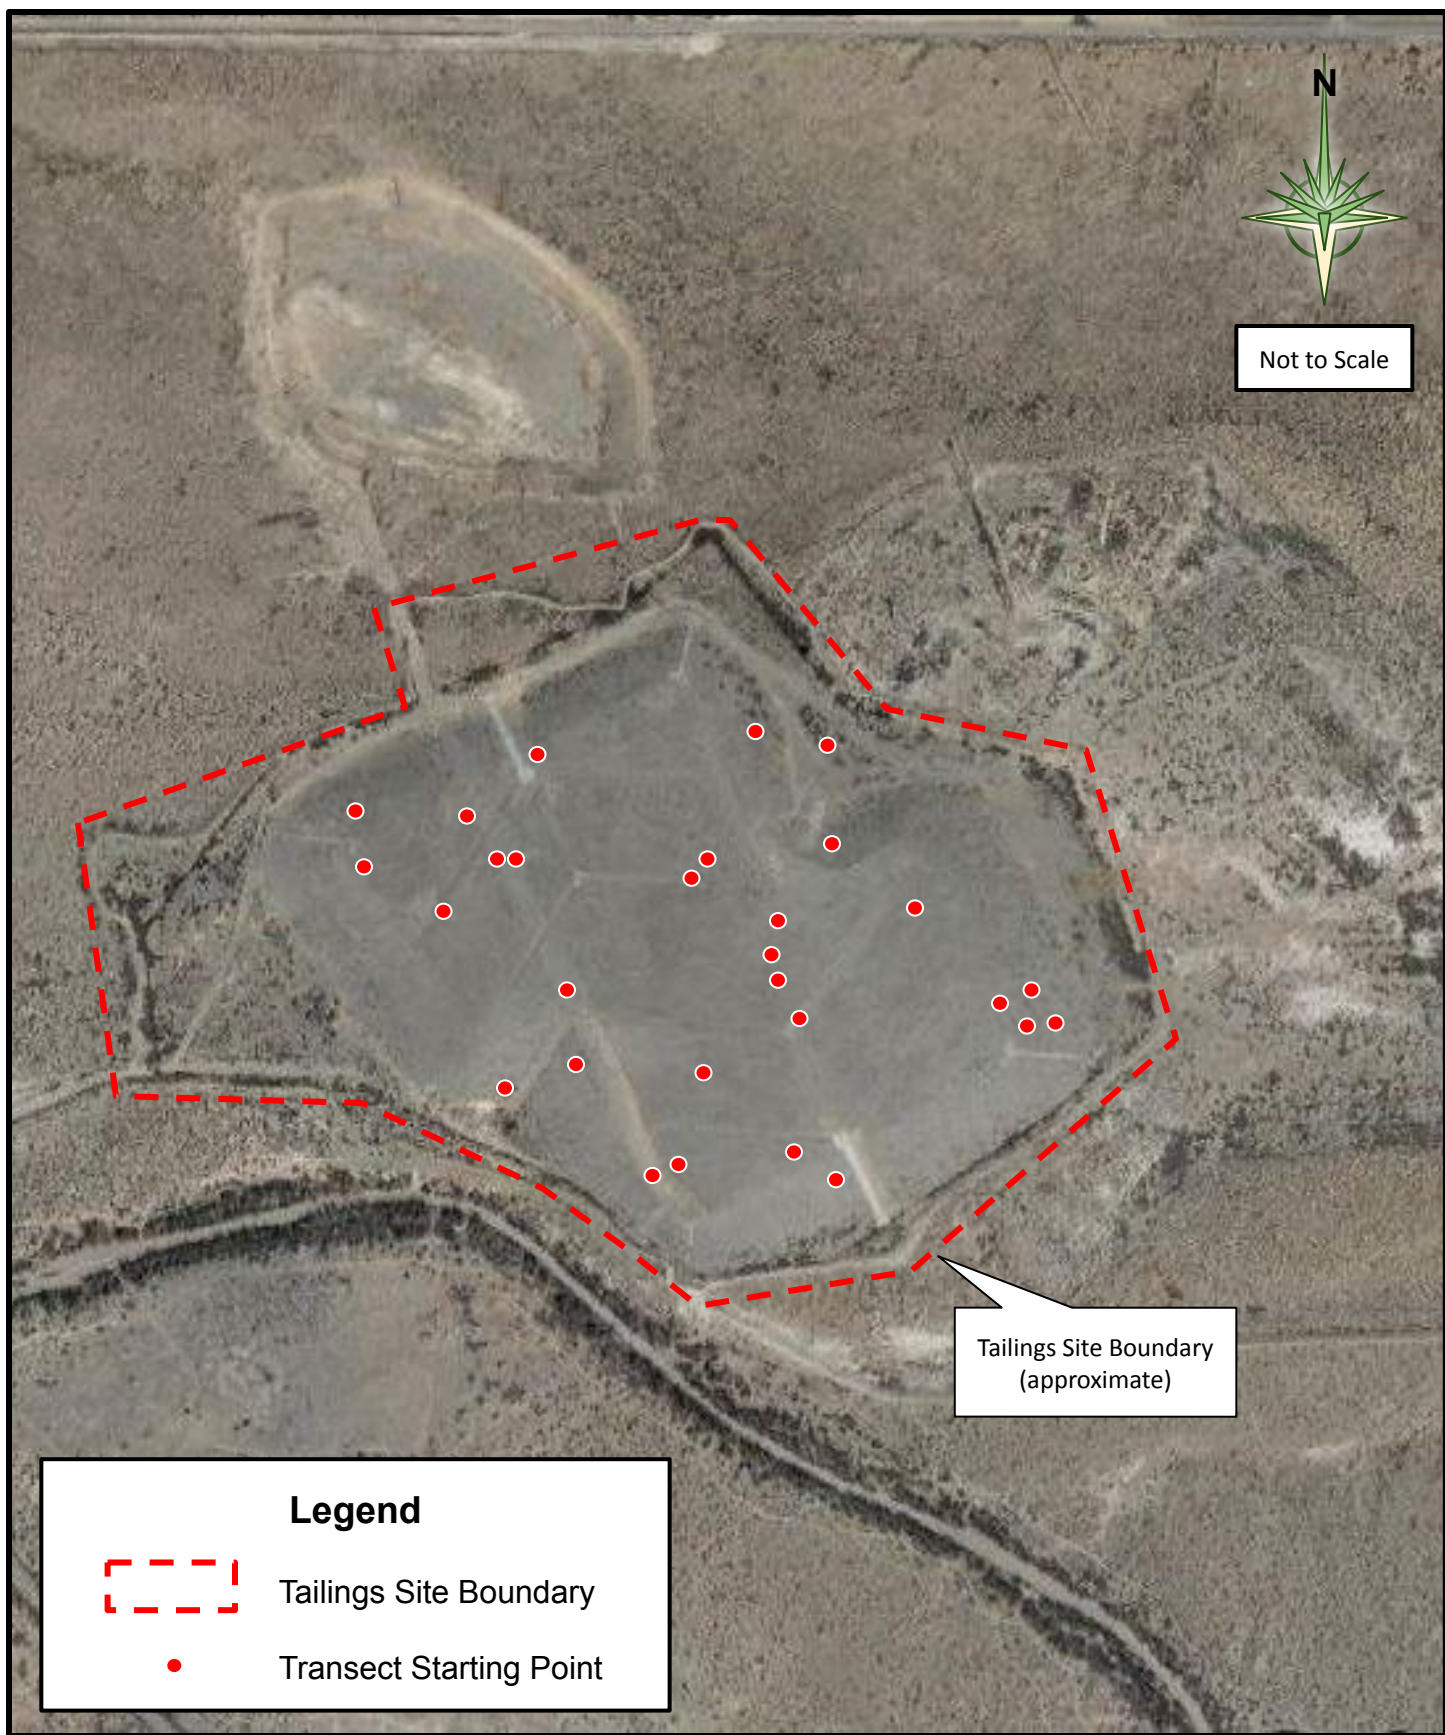 N
Not to Scale
Tailings Site Boundary
(approximate)
Legend
Tailings Site Boundary
Transect Starting Point